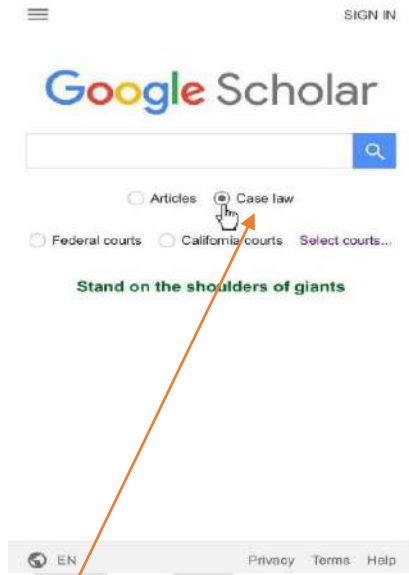 SIGN IN
Google Scholar
Articles Case law
Federal courts California courts Select courts...
Stand on the shoulders of giants
EN Privacy Terms Help